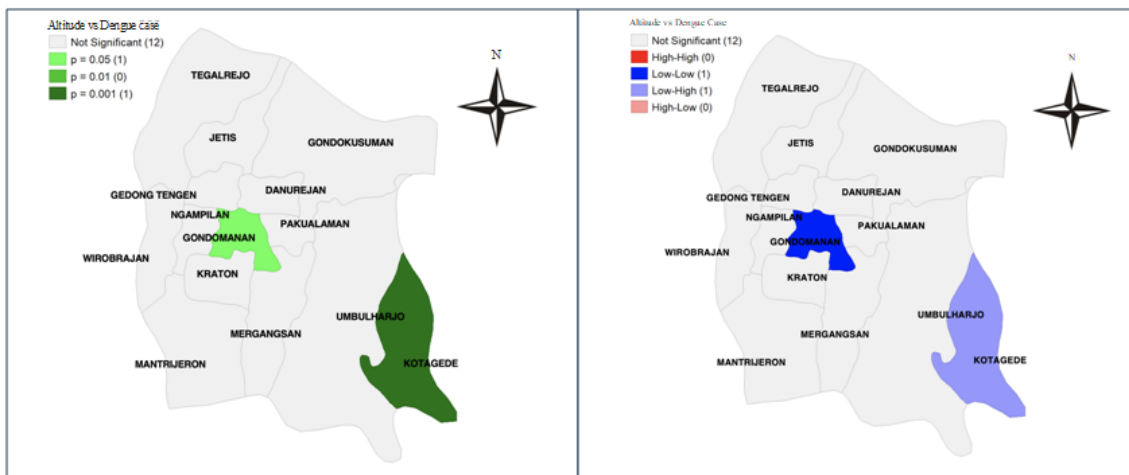 Altitude vs Dengue case
Not Significant (12)
p = 0.05 (1)
p = 0.01 (0)
p = 0.001 (1)
N
TEGALREJO
JETIS
GONDOKUSUMAN
DANUREJAN
GEDONG TENGEN
NGAMPILAN
PAKUALAMAN
GONDOMANAN
WIROBRAJAN
KRATON
UMBULHARJO
MERGANGSAN
KOTAGEDE
MANTRIJERON
Altitude vs Dengue Case
Not Significant (12)
High-High (0)
Low-Low (1)
Low-High (1)
High-Low (0)
N
TEGALREJO
JETIS
GONDOKUSUMAN
DANUREJAN
GEDONG TENGEN
NGAMPILAN
PAKUALAMAN
GONDOMANAN
WIROBRAJAN
KRATON
UMBULHARJO
MERGANGSAN
KOTAGEDE
MANTRIJERON